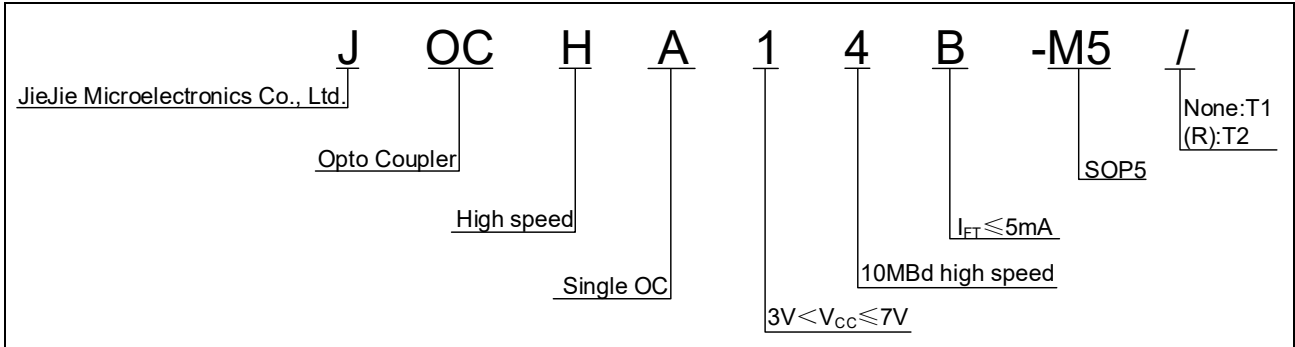 J OC H A 1 4 B -M5 /
JieJie Microelectronics Co., Ltd.
None:T1
(R):T2
Opto Coupler
SOP5
High speed
I_FT≤5mA
Single OC
10MBd high speed
3V<V_CC≤7V